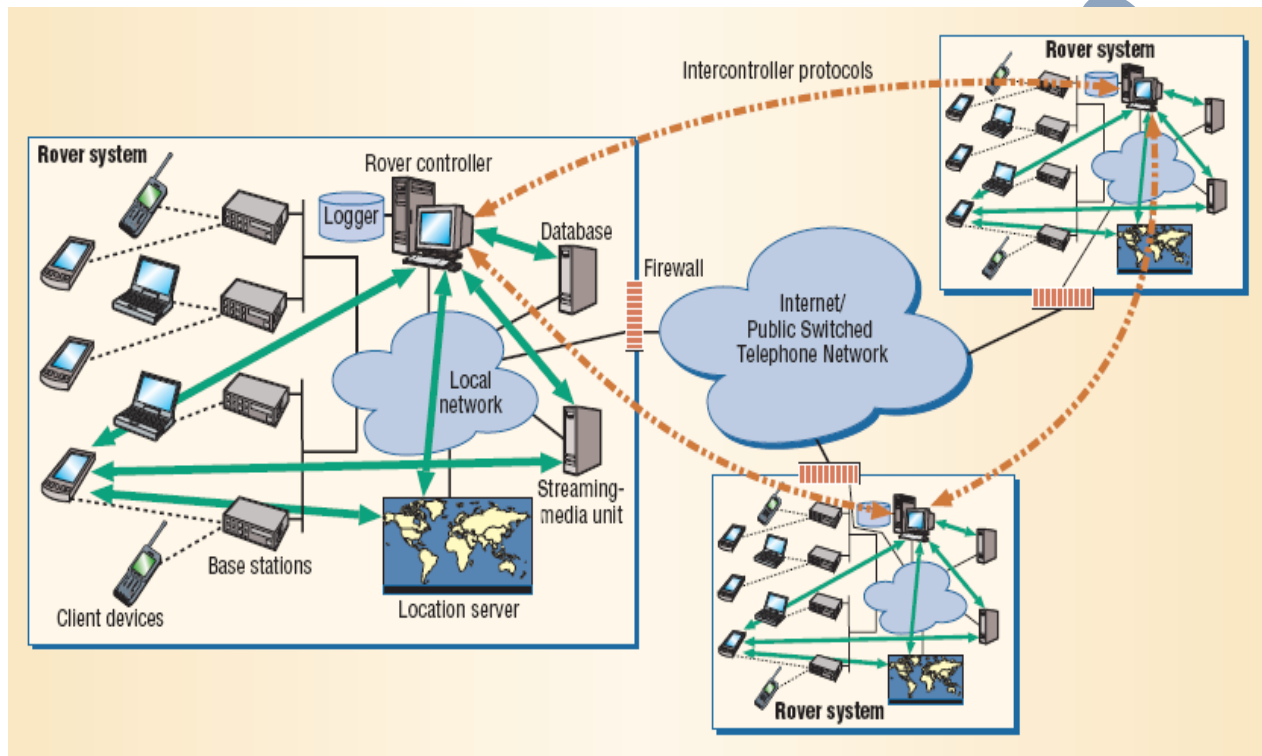 Rover system
Intercontroller protocols
Rover system
Rover controller
Logger
Database
Firewall
Internet/
Public Switched
Telephone Network
Local
network
Streaming-
media unit
Base stations
Location server
Client devices
Rover system